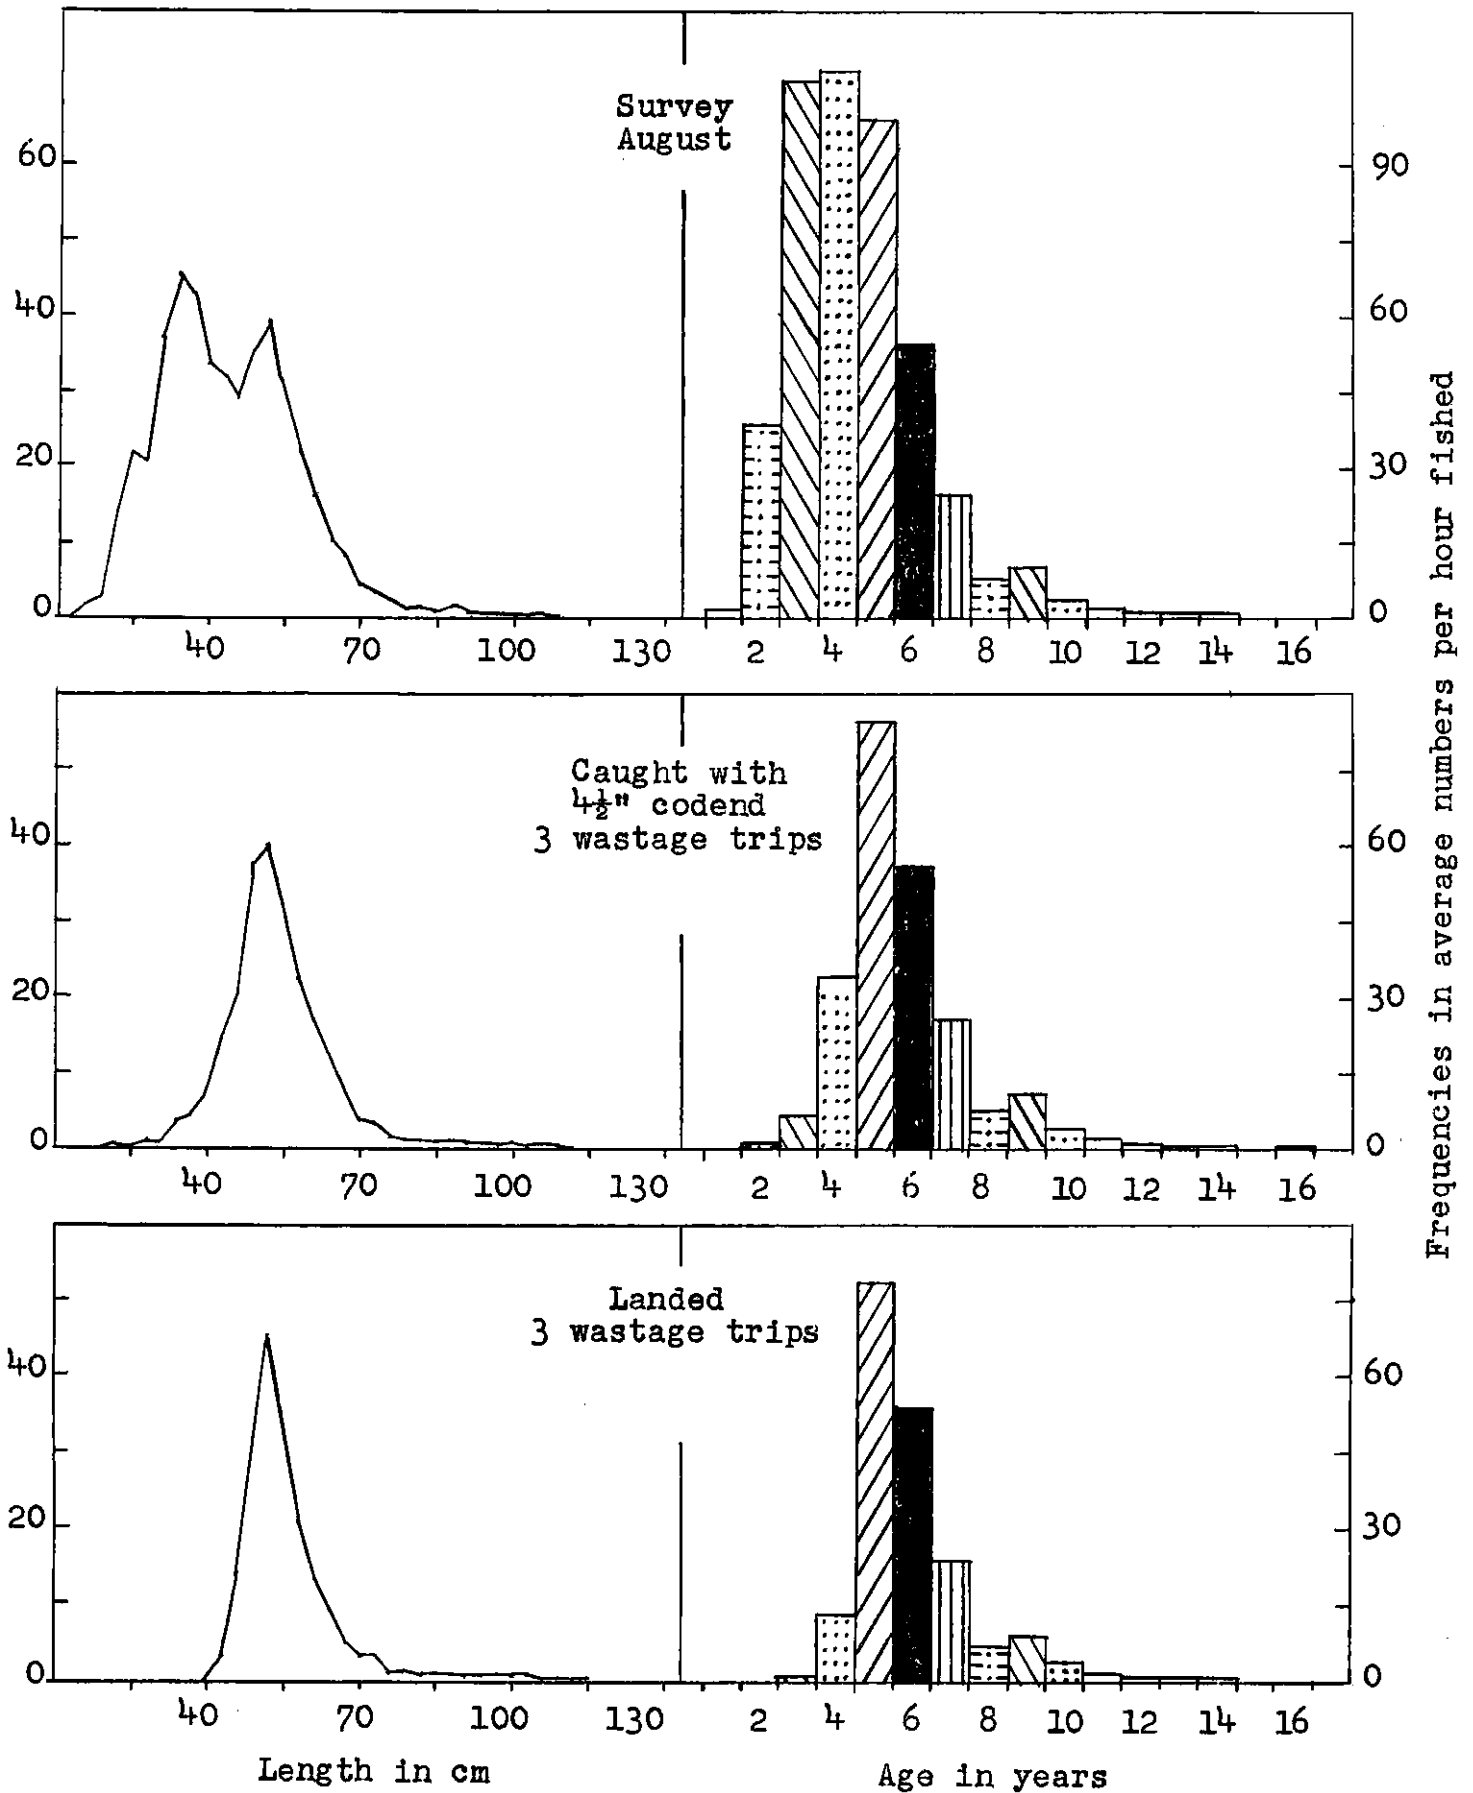 Survey
August
60
40
20
0
90
60
30
0
40 70 100 130 2 4 6 8 10 12 14 16
Caught with
4½" codend
3 wastage trips
40
20
0
60
30
0
40 70 100 130 2 4 6 8 10 12 14 16
Landed
3 wastage trips
40
20
0
60
30
0
40 70 100 130 2 4 6 8 10 12 14 16
Length in cm Age in years
Frequencies in average numbers per hour fished